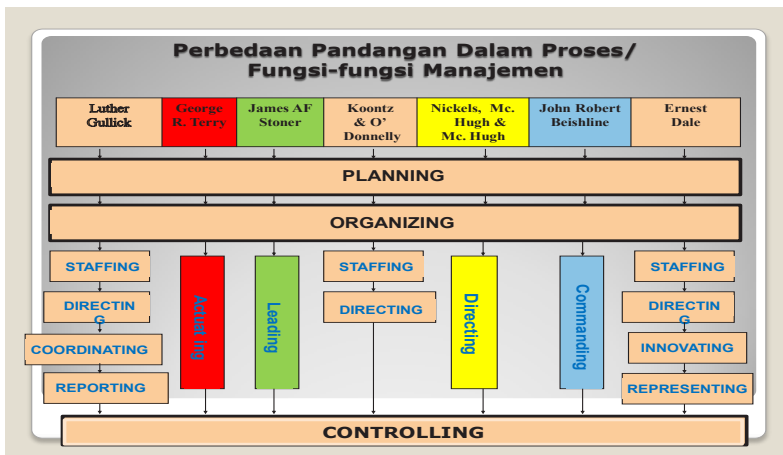 Perbedaan Pandangan Dalam Proses/
Fungsi-fungsi Manajemen
Luther
Gullick
George
R. Terry
James AF
Stoner
Koontz
& O’
Donnelly
Nickels, Mc.
Hugh &
Mc. Hugh
John Robert
Beishline
Ernest
Dale
PLANNING
ORGANIZING
STAFFING
DIRECTIN
G
COORDINATING
REPORTING
Actuat ing
Leading
STAFFING
DIRECTING
Directing
Commanding
STAFFING
DIRECTIN
G
INNOVATING
REPRESENTING
CONTROLLING